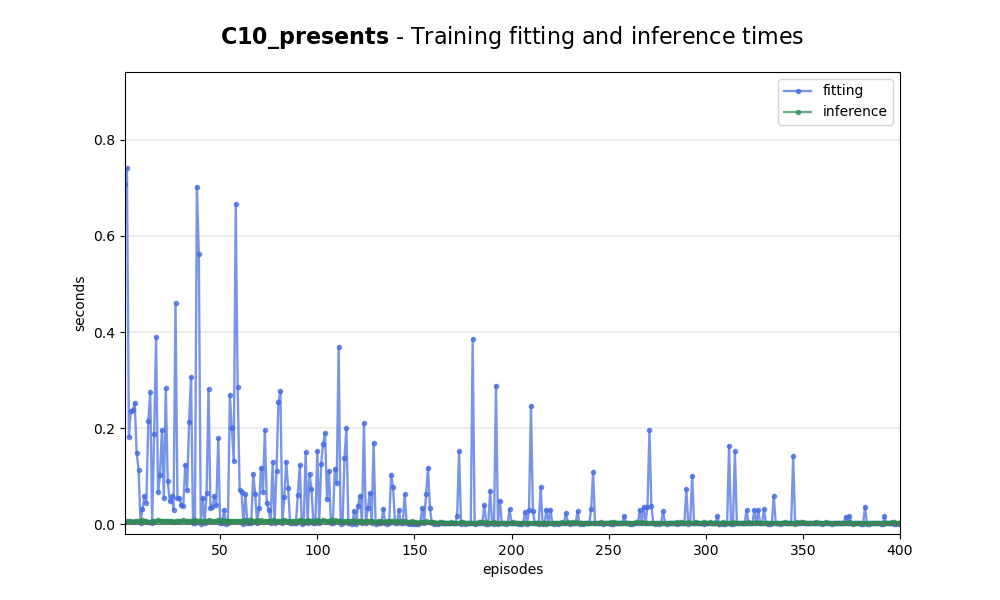 C10_presents - Training fitting and inference times
fitting
inference
seconds
0.8
0.6
0.4
0.2
0.0
50 100 150 200 250 300 350 400
episodes